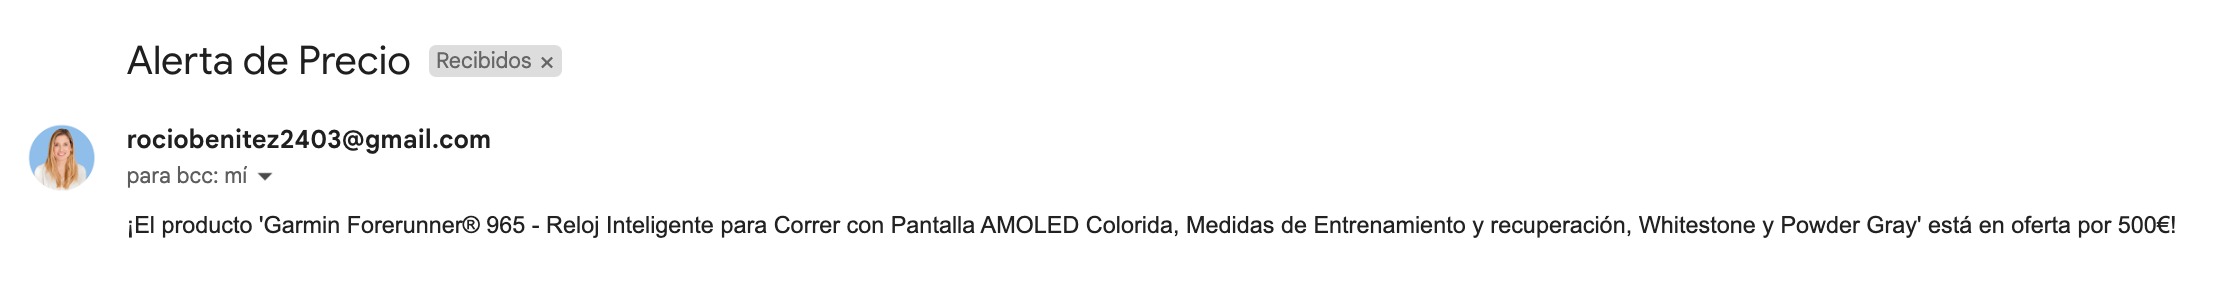 Alerta de Precio Recibidos ×
rociobenitez2403@gmail.com
para bcc: mí
¡El producto 'Garmin Forerunner® 965 - Reloj Inteligente para Correr con Pantalla AMOLED Colorida, Medidas de Entrenamiento y recuperación, Whitestone y Powder Gray' está en oferta por 500€!